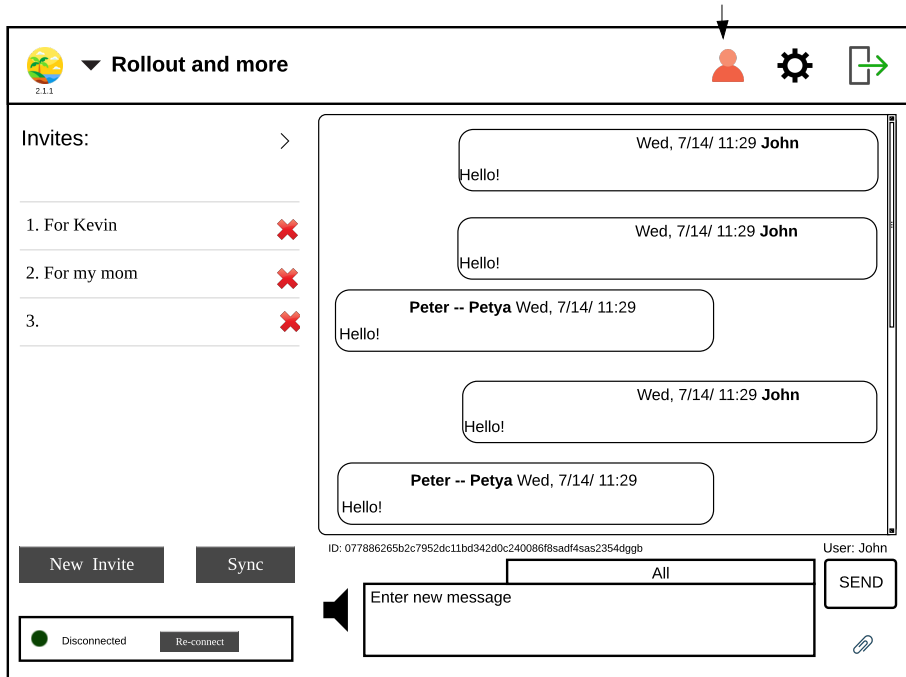 Rollout and more
2.1.1
Invites:
1. For Kevin
2. For my mom
3.
New Invite
Sync
Disconnected
Re-connect
Wed, 7/14/ 11:29 John
Hello!
Wed, 7/14/ 11:29 John
Hello!
Peter -- Petya Wed, 7/14/ 11:29
Hello!
Wed, 7/14/ 11:29 John
Hello!
Peter -- Petya Wed, 7/14/ 11:29
Hello!
ID: 077886265b2c7952dc11bd342d0c240086f8sadf4sas2354dggb
User: John
All
Enter new message
SEND